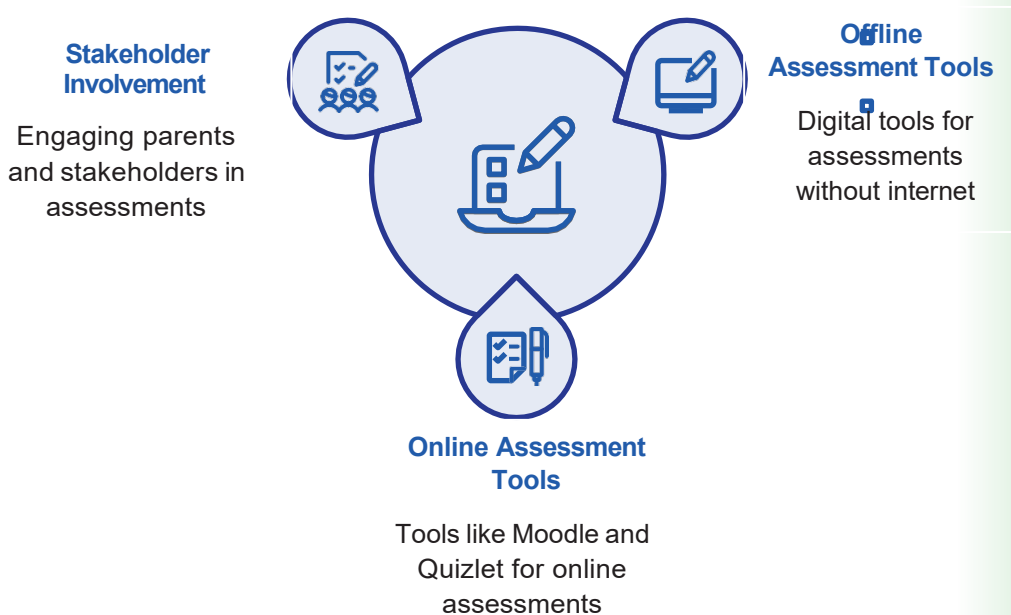 Stakeholder
Involvement
Engaging parents
and stakeholders in
assessments
Offline
Assessment Tools
Digital tools for
assessments
without internet
Online Assessment
Tools
Tools like Moodle and
Quizlet for online
assessments